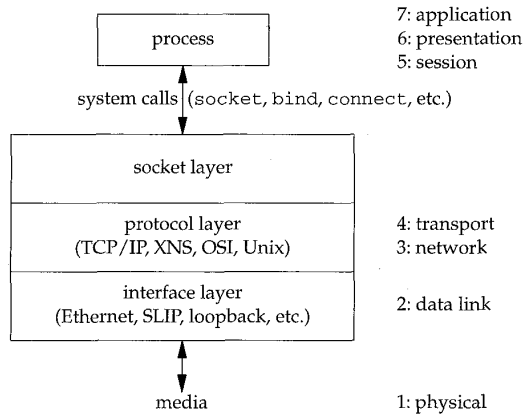 process
7: application
6: presentation
5: session
system calls (socket, bind, connect, etc.)
socket layer
protocol layer
(TCP/IP, XNS, OSI, Unix)
4: transport
3: network
interface layer
(Ethernet, SLIP, loopback, etc.)
2: data link
media
1: physical